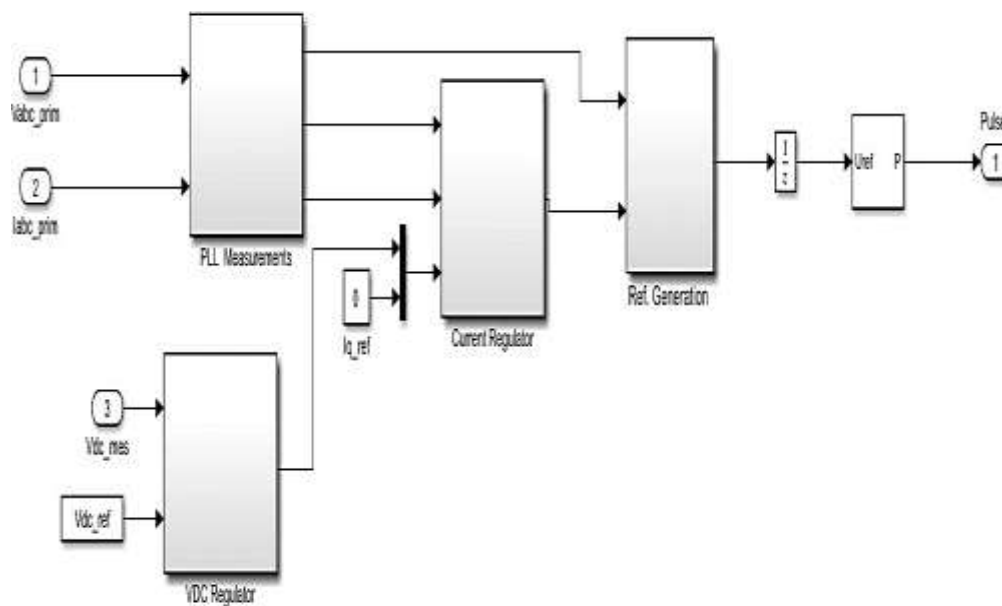 1
Vabc_prim
2
Iabc_prim
PLL Measurements
0
Iq_ref
Current Regulator
Ref. Generation
1
z
Uref P
Pulse
1
3
Vdc_mes
Vdc_ref
VDC Regulator